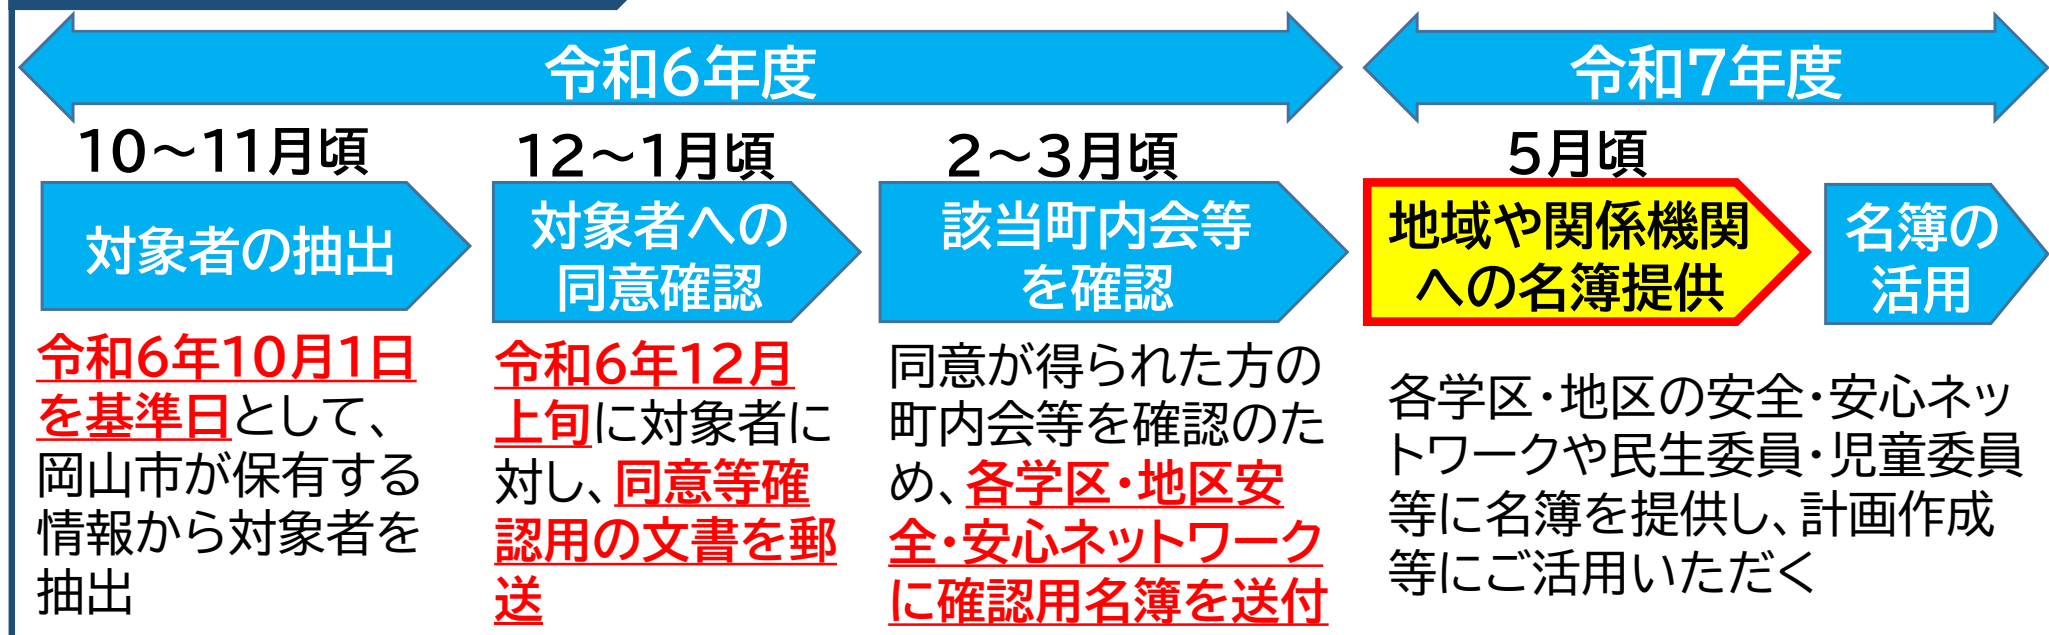 令和6年度
令和7年度
10～11月頃
対象者の抽出
令和6年10月1日
を基準日として、
岡山市が保有する
情報から対象者を
抽出
12～1月頃
対象者への
同意確認
令和6年12月
上旬に対象者に
対し、同意等確
認用の文書を郵
送
2～3月頃
該当町内会等
を確認
同意が得られた方の
町内会等を確認のた
め、各学区・地区安
全・安心ネットワーク
に確認用名簿を送付
5月頃
地域や関係機関
への名簿提供
名簿の
活用
各学区・地区の安全・安心ネッ
トワークや民生委員・児童委員
等に名簿を提供し、計画作成
等にご活用いただく